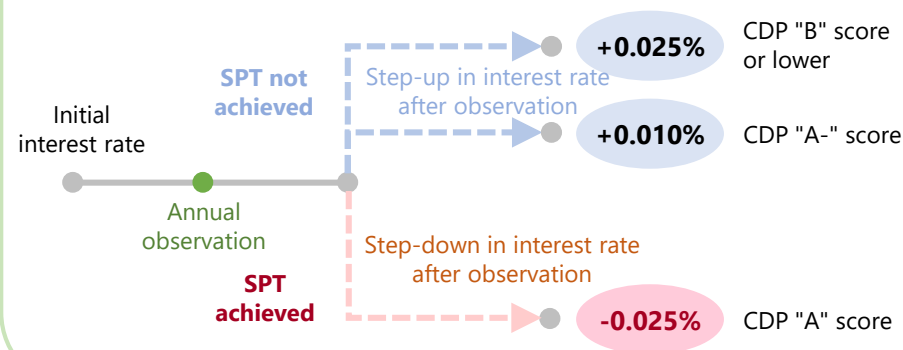 Initial
interest rate
Annual
observation
SPT not
achieved
Step-up in interest rate
after observation
+0.025%
CDP "B" score
or lower
+0.010%
CDP "A-" score
SPT
achieved
Step-down in interest rate
after observation
-0.025%
CDP "A" score